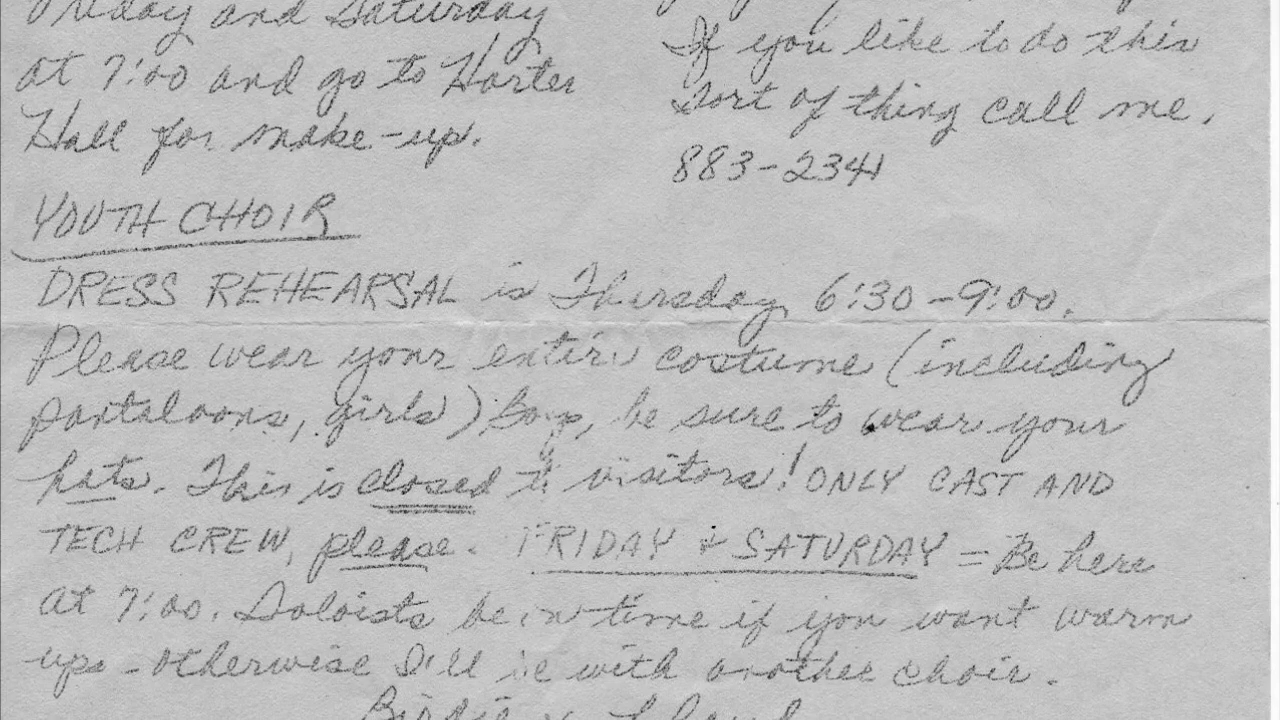 Friday and Saturday
at 7:00 and go to Harter
Hall for make-up.
If you like to do this
sort of thing call me.
883-2341
YOUTH CHOIR
DRESS REHEARSAL is Thursday, 6:30-9:00.
Please wear your entire costume (including
pantaloons, girls) Boys, be sure to wear your
hats. This is closed to visitors! ONLY CAST AND
TECH CREW, please. FRIDAY & SATURDAY = Be here
at 7:00. Soloists be in time if you want warm
ups - otherwise I'll be with another choir.